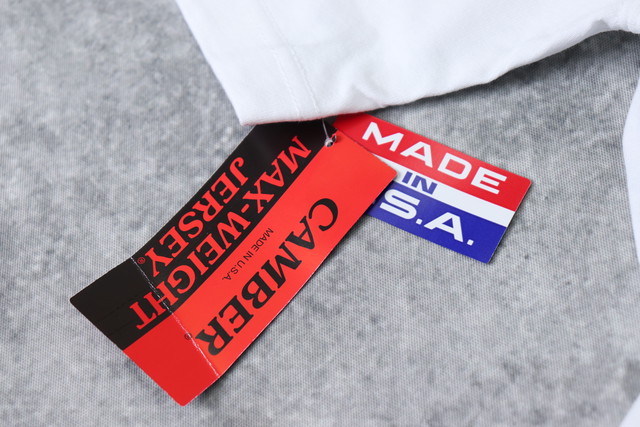 MAX-WEIGHT
JERSEY®
CAMBER
MADE IN U.S.A.
MADE
IN
S.A.